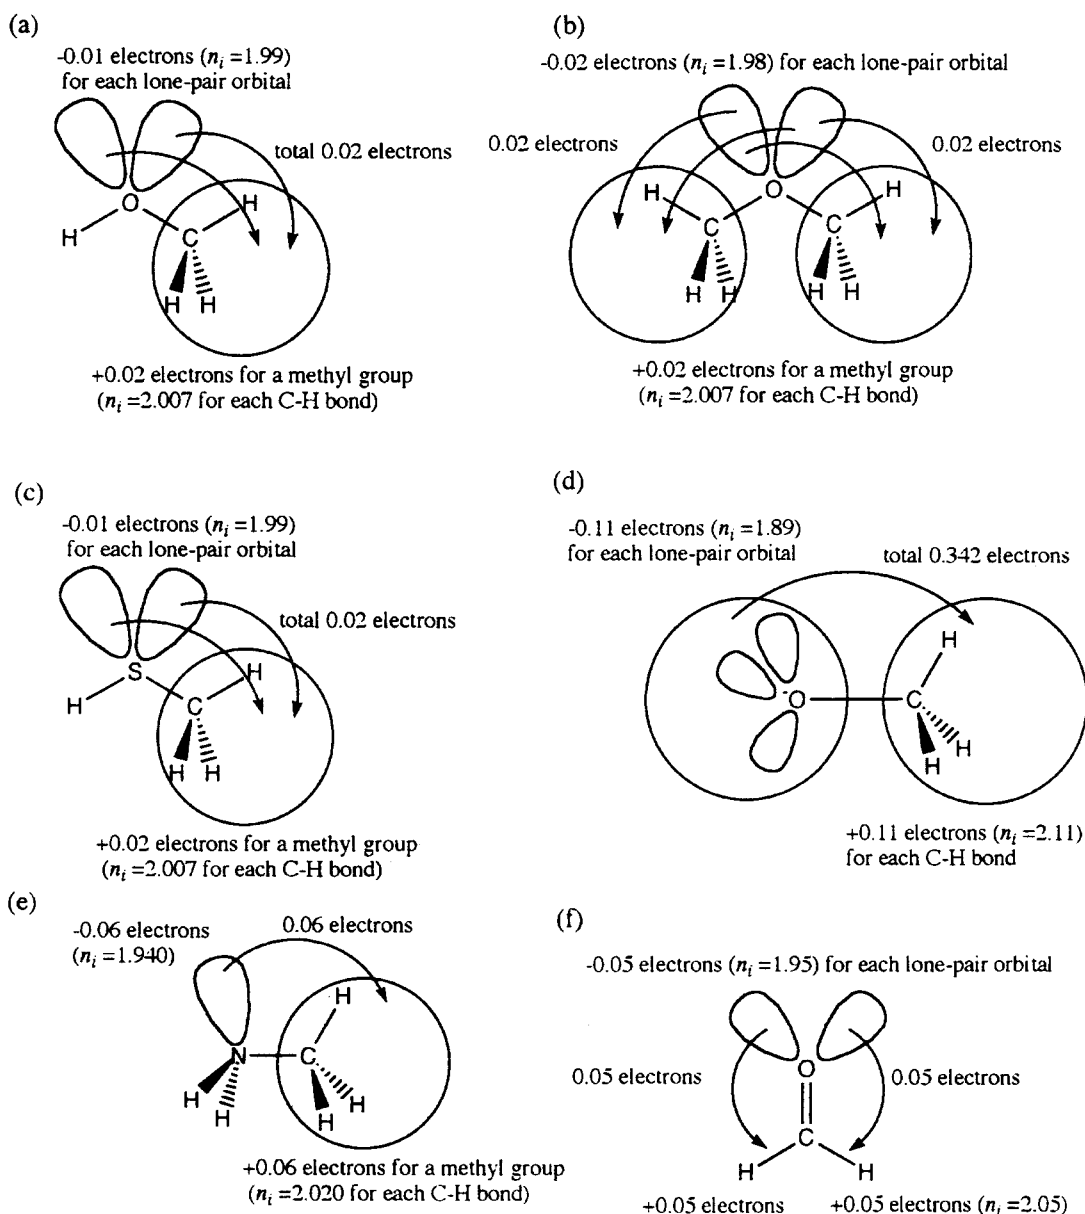 (a)
-0.01 electrons (nᵢ =1.99)
for each lone-pair orbital
total 0.02 electrons
O
H
H
C
H
H
+0.02 electrons for a methyl group
(nᵢ =2.007 for each C-H bond)
(b)
-0.02 electrons (nᵢ =1.98) for each lone-pair orbital
0.02 electrons
0.02 electrons
O
H
H
C
C
H
H
H
H
+0.02 electrons for a methyl group
(nᵢ =2.007 for each C-H bond)
(c)
-0.01 electrons (nᵢ =1.99)
for each lone-pair orbital
total 0.02 electrons
S
H
H
C
H
H
+0.02 electrons for a methyl group
(nᵢ =2.007 for each C-H bond)
(d)
-0.11 electrons (nᵢ =1.89)
for each lone-pair orbital
total 0.342 electrons
H
-O
C
H
H
+0.11 electrons (nᵢ =2.11)
for each C-H bond
(e)
-0.06 electrons
(nᵢ =1.940)
0.06 electrons
H
N
C
H
H
H
H
+0.06 electrons for a methyl group
(nᵢ =2.020 for each C-H bond)
(f)
-0.05 electrons (nᵢ =1.95) for each lone-pair orbital
0.05 electrons
0.05 electrons
O
C
H
H
+0.05 electrons
+0.05 electrons (nᵢ =2.05)